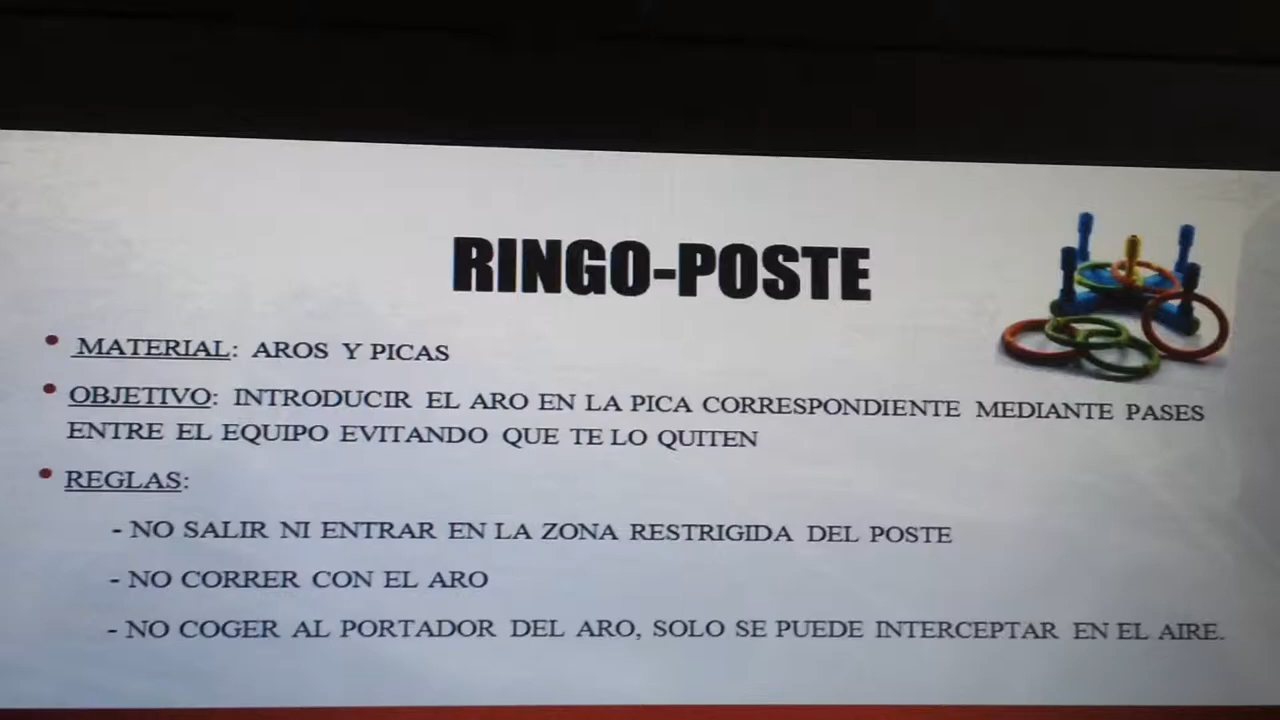 RINGO-POSTE
• MATERIAL: AROS Y PICAS
• OBJETIVO: INTRODUCIR EL ARO EN LA PICA CORRESPONDIENTE MEDIANTE PASES
ENTRE EL EQUIPO EVITANDO QUE TE LO QUITEN
• REGLAS:
- NO SALIR NI ENTRAR EN LA ZONA RESTRIGIDA DEL POSTE
- NO CORRER CON EL ARO
- NO COGER AL PORTADOR DEL ARO, SOLO SE PUEDE INTERCEPTAR EN EL AIRE.